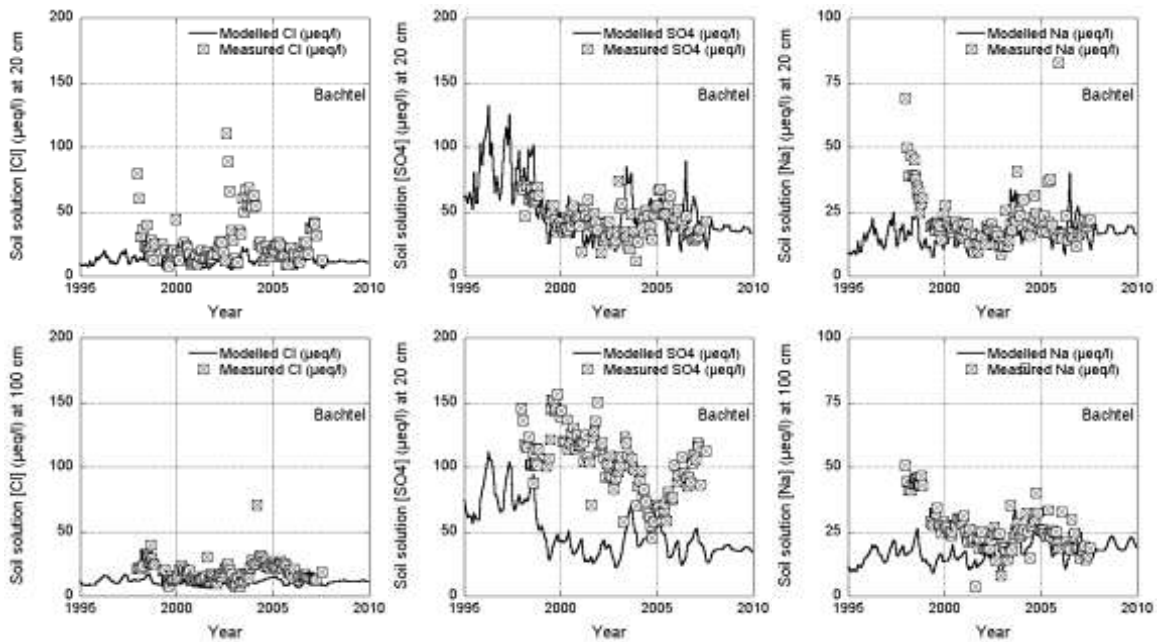 Soil solution [Cl] (µeq/l) at 20 cm
200
150
100
50
0
Modelled Cl (µeq/l)
Measured Cl (µeq/l)
Bachtel
1995 2000 2005 2010
Year
Soil solution [SO4] (µeq/l) at 20 cm
200
150
100
50
0
Modelled SO4 (µeq/l)
Measured SO4 (µeq/l)
Bachtel
1995 2000 2005 2010
Year
Soil solution [Na] (µeq/l) at 20 cm
100
75
50
25
0
Modelled Na (µeq/l)
Measured Na (µeq/l)
Bachtel
1995 2000 2005 2010
Year
Soil solution [Cl] (µeq/l) at 100 cm
200
150
100
50
0
Modelled Cl (µeq/l)
Measured Cl (µeq/l)
Bachtel
1995 2000 2005 2010
Year
Soil solution [SO4] (µeq/l) at 20 cm
200
150
100
50
0
Modelled SO4 (µeq/l)
Measured SO4 (µeq/l)
Bachtel
1995 2000 2005 2010
Year
Soil solution [Na] (µeq/l) at 100 cm
100
75
50
25
0
Modelled Na (µeq/l)
Measured Na (µeq/l)
Bachtel
1995 2000 2005 2010
Year